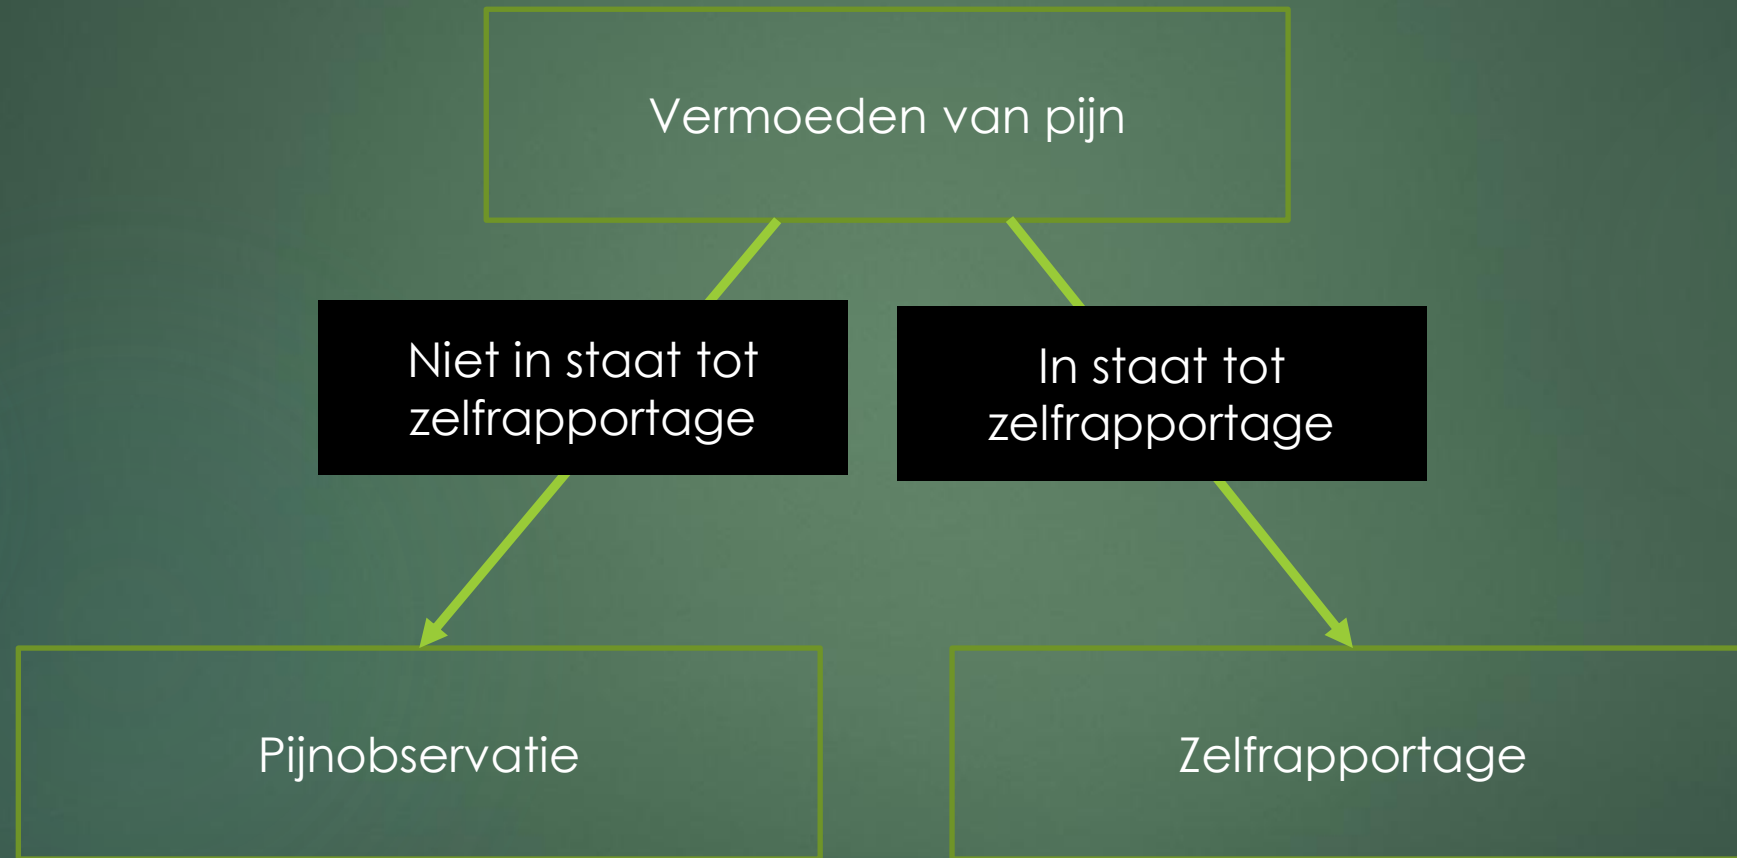 Vermoeden van pijn
Niet in staat tot
zelfrapportage
In staat tot
zelfrapportage
Pijnobservatie
Zelfrapportage